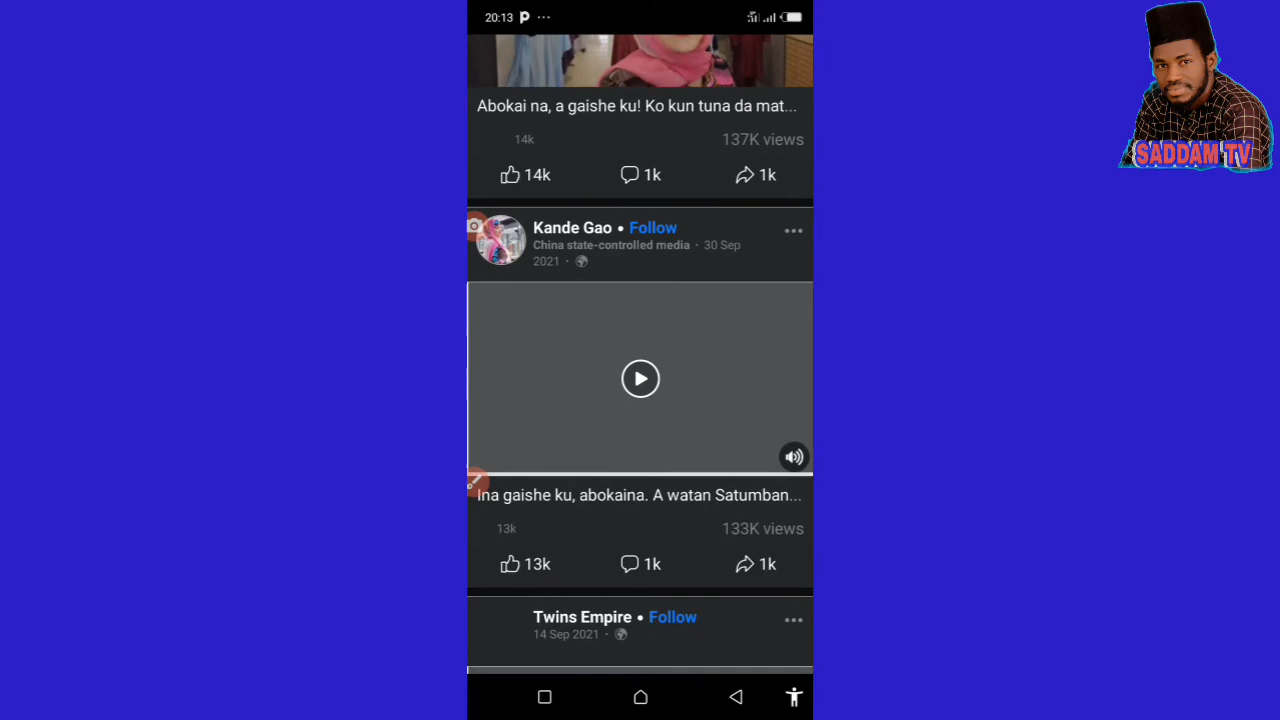 20:13
SADDAM TV
Abokai na, a gaishe ku! Ko kun tuna da mat...
14k
137K views
14k 1k 1k
Kande Gao • Follow
China state-controlled media · 30 Sep
2021 ·
Ina gaishe ku, abokaina. A watan Satumban...
13k
133K views
13k 1k 1k
Twins Empire • Follow
14 Sep 2021 ·